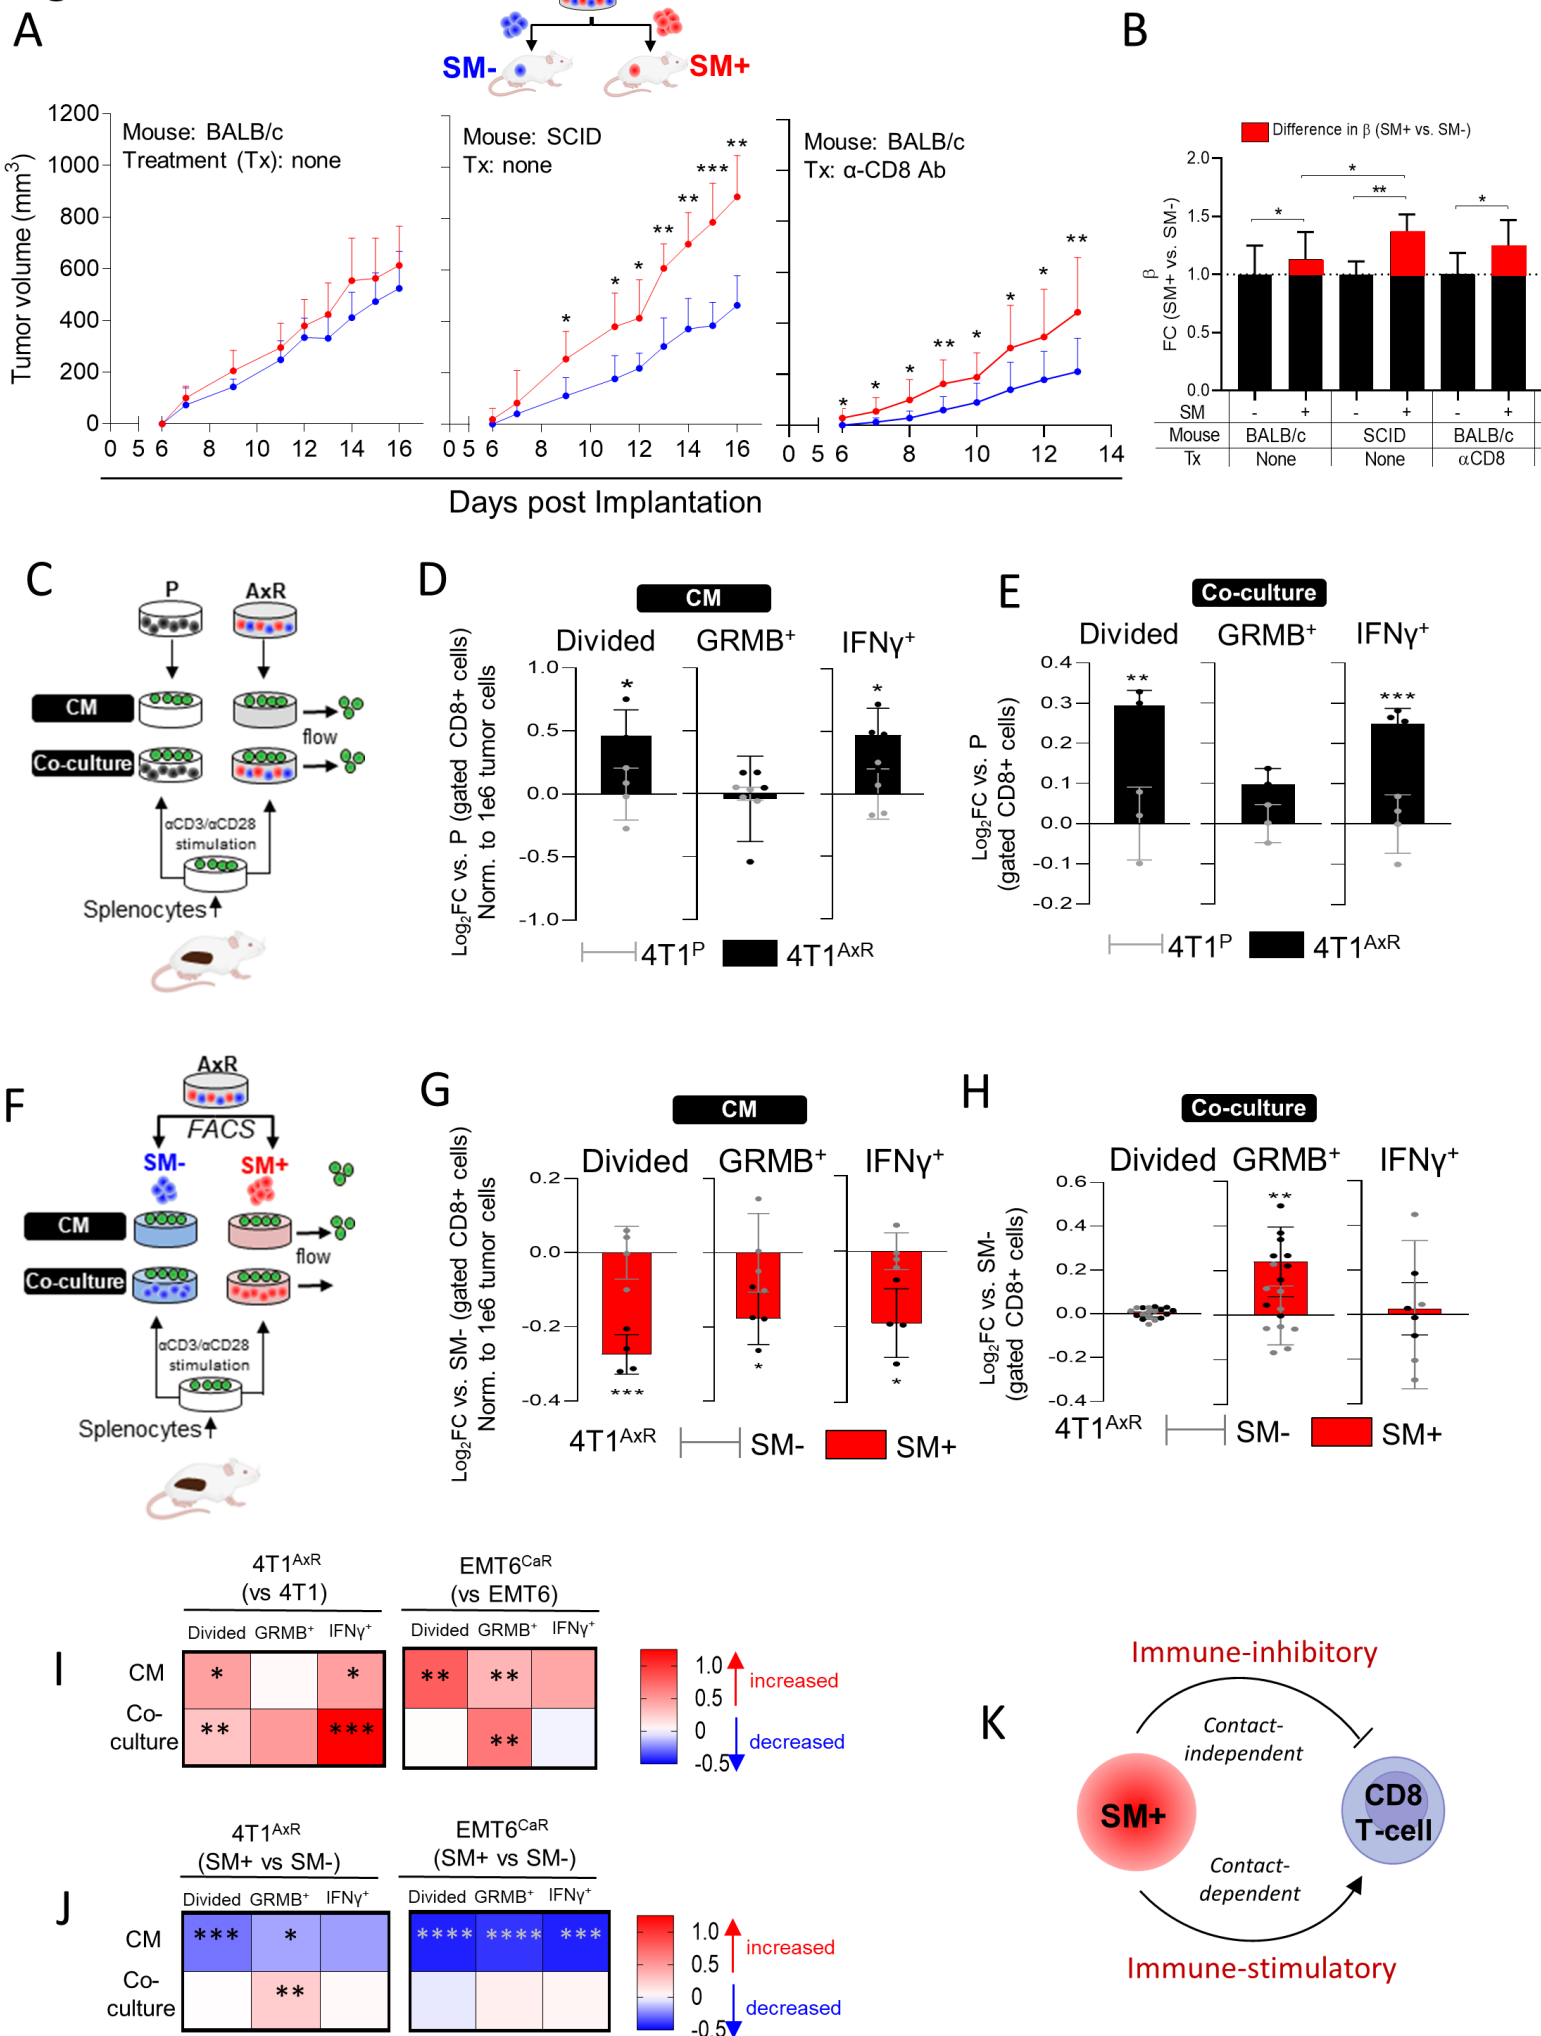 A
SM-
SM+
B
Mouse: BALB/c
Treatment (Tx): none
Mouse: SCID
Tx: none
Mouse: BALB/c
Tx: α-CD8 Ab
Tumor volume (mm3)
1200
1000
800
600
400
200
0
* * * ** ** *** **
* * * ** * * * **
0 5 6 8 10 12 14 16
0 5 6 8 10 12 14 16
0 5 6 8 10 12 14
Days post Implantation
Difference in β (SM+ vs. SM-)
β
FC (SM+ vs. SM-)
2.0
1.5
1.0
0.5
0.0
* * ** *
SM - + - + - +
Mouse BALB/c SCID BALB/c
Tx None None αCD8
C
P AxR
CM
flow
Co-culture
αCD3/αCD28
stimulation
Splenocytes
D
CM
Divided GRMB+ IFNγ+
Log2FC vs. P (gated CD8+ cells)
Norm. to 1e6 tumor cells
1.0
0.5
0.0
-0.5
-1.0
* *
4T1P 4T1AxR
E
Co-culture
Divided GRMB+ IFNγ+
Log2FC vs. P
(gated CD8+ cells)
0.4
0.3
0.2
0.1
0.0
-0.1
-0.2
** ***
4T1P 4T1AxR
F
AxR
FACS
SM- SM+
CM
flow
Co-culture
αCD3/αCD28
stimulation
Splenocytes
G
CM
Divided GRMB+ IFNγ+
Log2FC vs. SM- (gated CD8+ cells)
Norm. to 1e6 tumor cells
0.2
0.0
-0.2
-0.4
*** * *
4T1AxR SM- SM+
H
Co-culture
Divided GRMB+ IFNγ+
Log2FC vs. SM-
(gated CD8+ cells)
0.6
0.4
0.2
0.0
-0.2
-0.4
**
4T1AxR SM- SM+
I
4T1AxR
(vs 4T1)
EMT6CaR
(vs EMT6)
Divided GRMB+ IFNγ+
Divided GRMB+ IFNγ+
CM * * ** **
Co-
culture ** *** **
1.0
0.5
0
-0.5
increased
decreased
J
4T1AxR
(SM+ vs SM-)
EMT6CaR
(SM+ vs SM-)
Divided GRMB+ IFNγ+
Divided GRMB+ IFNγ+
CM *** * **** **** ***
Co-
culture **
1.0
0.5
0
-0.5
increased
decreased
K
Immune-inhibitory
Contact-
independent
SM+
CD8
T-cell
Contact-
dependent
Immune-stimulatory